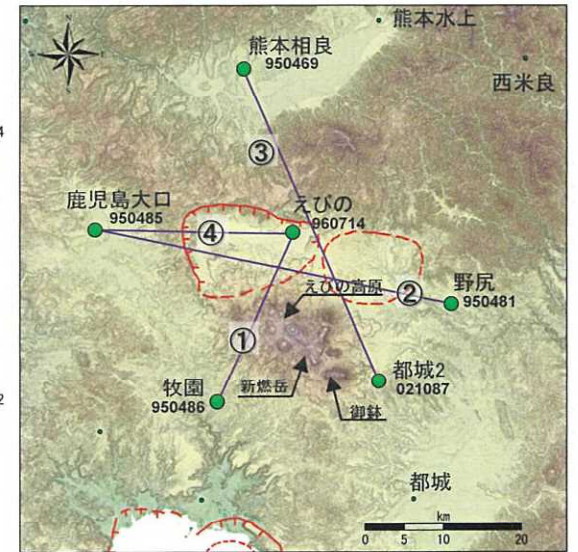 熊本水上
熊本相良
950469
西米良
4
③
鹿児島大口
950485
えびの
960714
④
えびの高原
②
野尻
950481
①
新燃岳
都城2
021087
2
牧園
950486
御鉢
都城
km
0 5 10 20